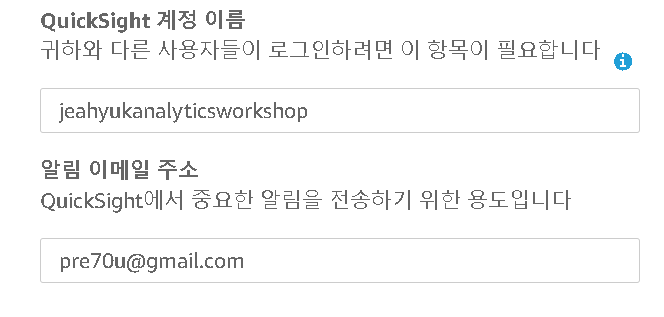 QuickSight 계정 이름
귀하와 다른 사용자들이 로그인하려면 이 항목이 필요합니다
jeahyukanalyticsworkshop
알림 이메일 주소
QuickSight에서 중요한 알림을 전송하기 위한 용도입니다
pre70u@gmail.com